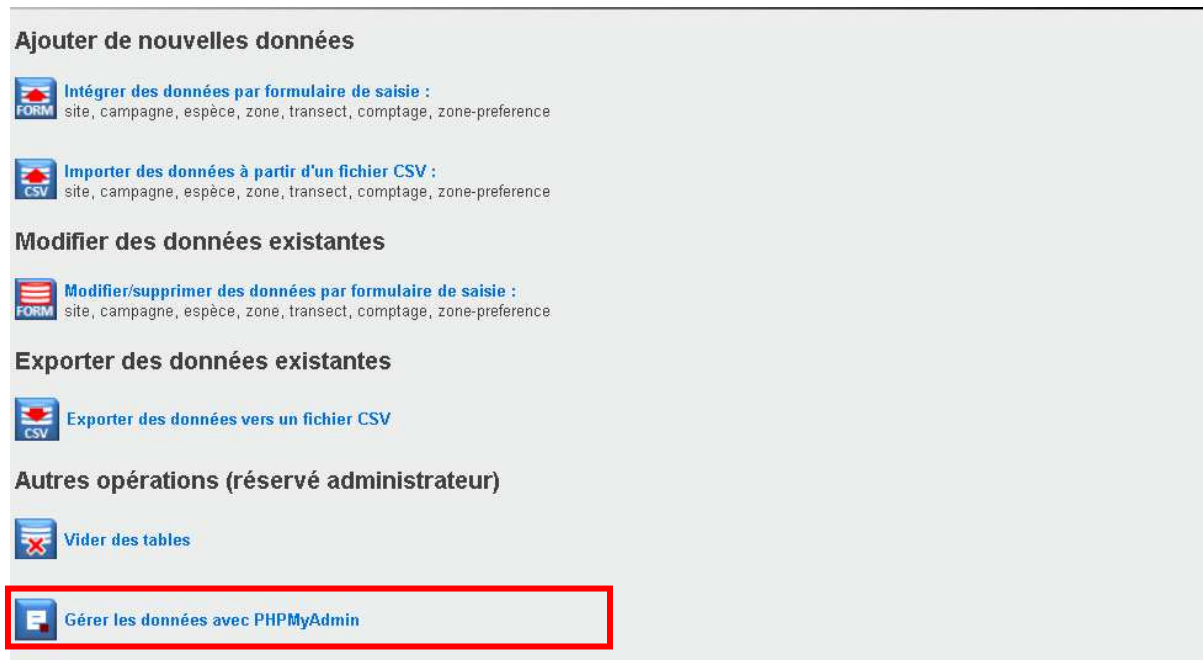 Ajouter de nouvelles données
Intégrer des données par formulaire de saisie :
FORM
site, campagne, espèce, zone, transect, comptage, zone-preference
Importer des données à partir d'un fichier CSV :
CSV
site, campagne, espèce, zone, transect, comptage, zone-preference
Modifier des données existantes
Modifier/supprimer des données par formulaire de saisie :
FORM
site, campagne, espèce, zone, transect, comptage, zone-preference
Exporter des données existantes
Exporter des données vers un fichier CSV
CSV
Autres opérations (réservé administrateur)
Vider des tables
Gérer les données avec PHPMyAdmin